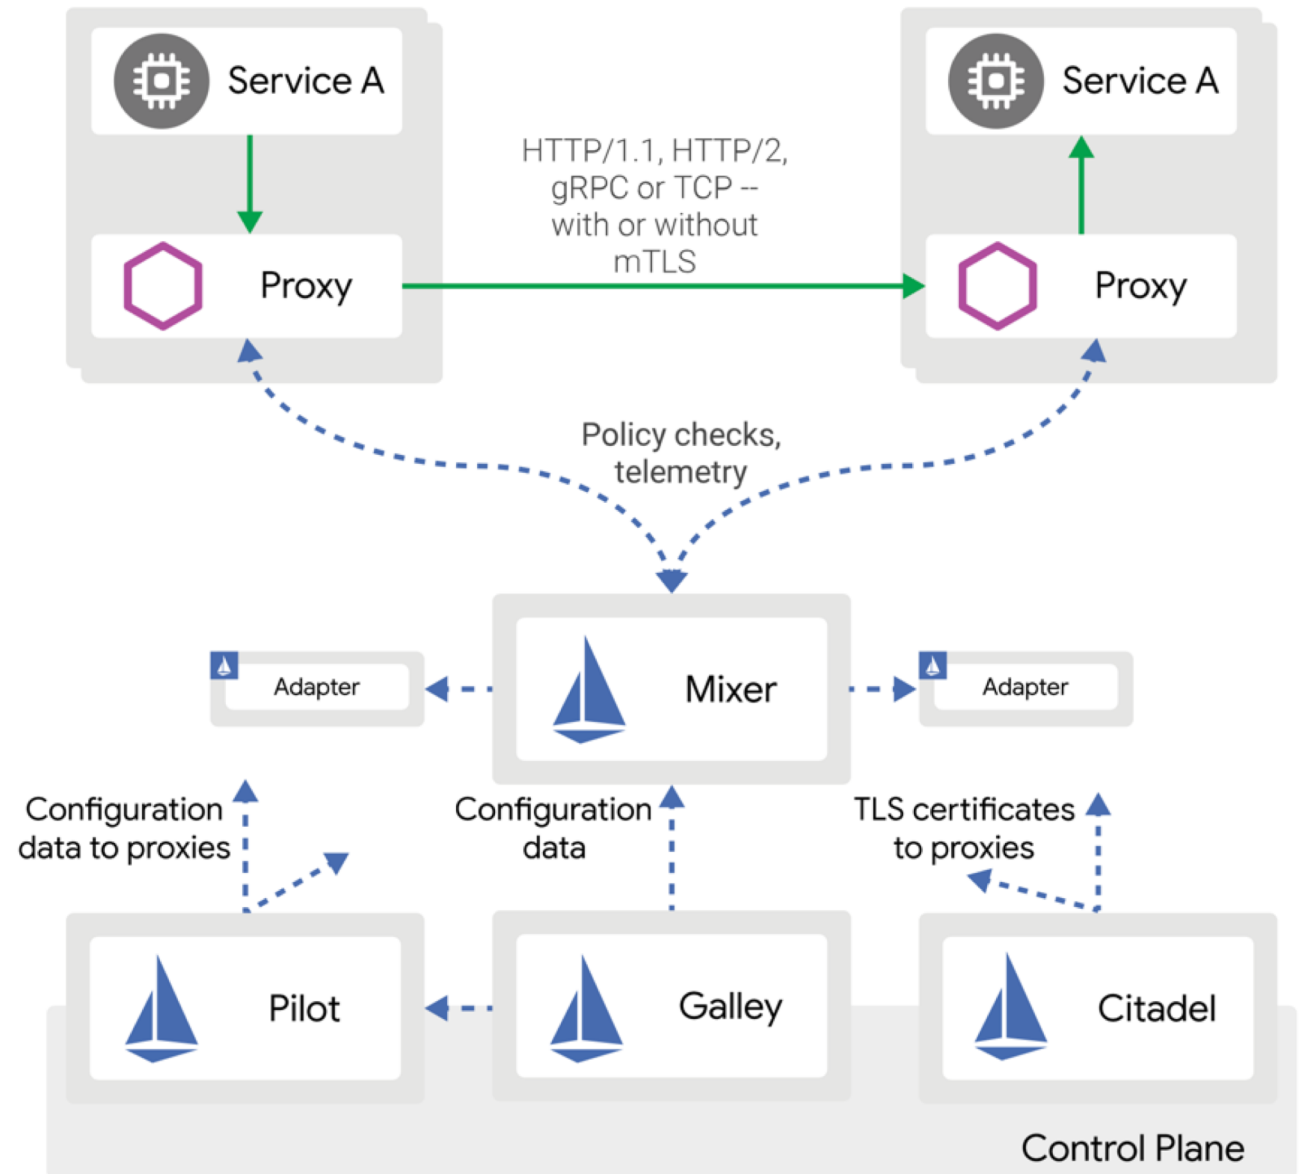 Service A
Service A
HTTP/1.1, HTTP/2,
gRPC or TCP --
with or without
mTLS
Proxy
Proxy
Policy checks,
telemetry
Adapter
Mixer
Adapter
Configuration
data to proxies
Configuration
data
TLS certificates
to proxies
Pilot
Galley
Citadel
Control Plane